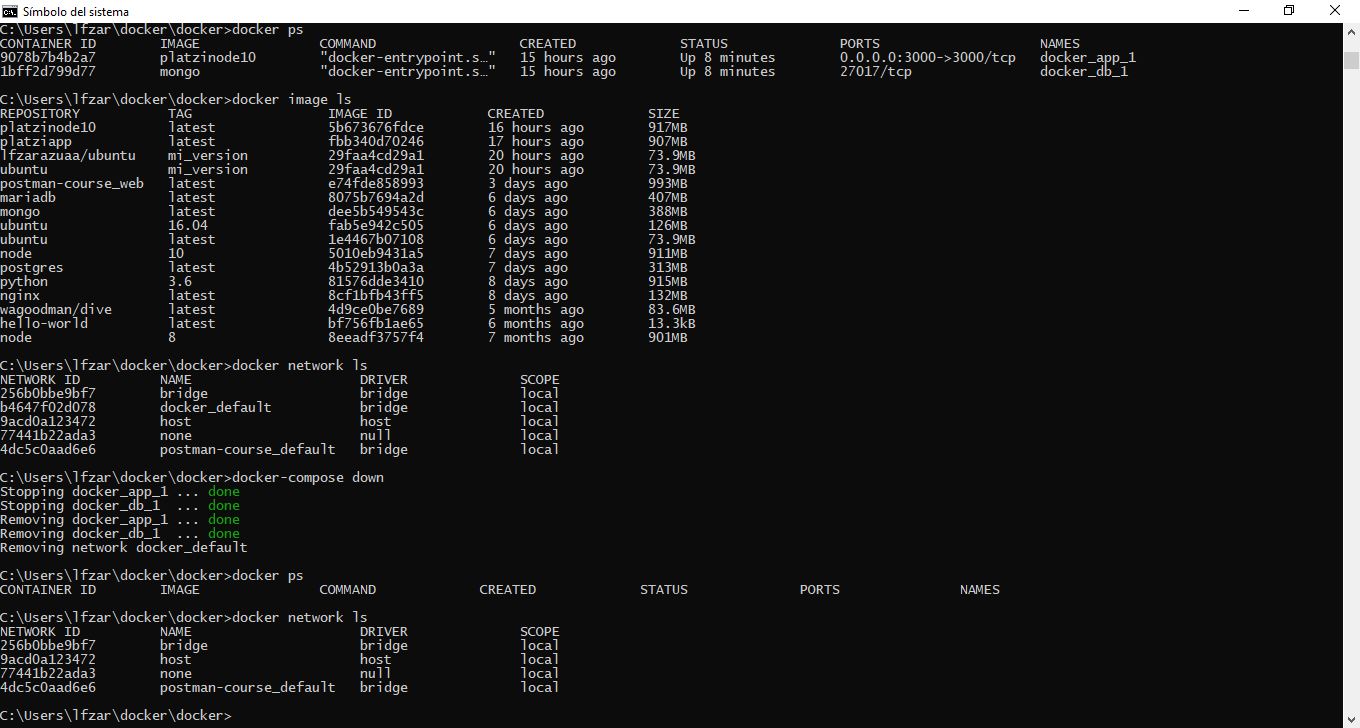 Símbolo del sistema
C:\Users\lfzar\docker\docker>docker ps
CONTAINER ID IMAGE COMMAND CREATED STATUS PORTS NAMES
9078b7b4b2a7 platzinode10 "docker-entrypoint.s…" 15 hours ago Up 8 minutes 0.0.0.0:3000->3000/tcp docker_app_1
1bff2d799d77 mongo "docker-entrypoint.s…" 15 hours ago Up 8 minutes 27017/tcp docker_db_1
C:\Users\lfzar\docker\docker>docker image ls
REPOSITORY TAG IMAGE ID CREATED SIZE
platzinode10 latest 5b673676fdce 16 hours ago 917MB
platziapp latest fbb340d70246 17 hours ago 907MB
lfzarazuaa/ubuntu mi_version 29faa4cd29a1 20 hours ago 73.9MB
ubuntu mi_version 29faa4cd29a1 20 hours ago 73.9MB
postman-course_web latest e74fde858993 3 days ago 993MB
mariadb latest 8075b7694a2d 6 days ago 407MB
mongo latest dee5b549543c 6 days ago 388MB
ubuntu 16.04 fab5e942c505 6 days ago 126MB
ubuntu latest 1e4467b07108 6 days ago 73.9MB
node 10 5010eb9431a5 7 days ago 911MB
postgres latest 4b52913b0a3a 7 days ago 313MB
python 3.6 81576dde3410 8 days ago 915MB
nginx latest 8cf1bfb43ff5 8 days ago 132MB
wagoodman/dive latest 4d9ce0be7689 5 months ago 83.6MB
hello-world latest bf756fb1ae65 6 months ago 13.3kB
node 8 8eeadf3757f4 7 months ago 901MB
C:\Users\lfzar\docker\docker>docker network ls
NETWORK ID NAME DRIVER SCOPE
256b0bbe9bf7 bridge bridge local
b4647f02d078 docker_default bridge local
9acd0a123472 host host local
77441b22ada3 none null local
4dc5c0aad6e6 postman-course_default bridge local
C:\Users\lfzar\docker\docker>docker-compose down
Stopping docker_app_1 ... done
Stopping docker_db_1 ... done
Removing docker_app_1 ... done
Removing docker_db_1 ... done
Removing network docker_default
C:\Users\lfzar\docker\docker>docker ps
CONTAINER ID IMAGE COMMAND CREATED STATUS PORTS NAMES
C:\Users\lfzar\docker\docker>docker network ls
NETWORK ID NAME DRIVER SCOPE
256b0bbe9bf7 bridge bridge local
9acd0a123472 host host local
77441b22ada3 none null local
4dc5c0aad6e6 postman-course_default bridge local
C:\Users\lfzar\docker\docker>